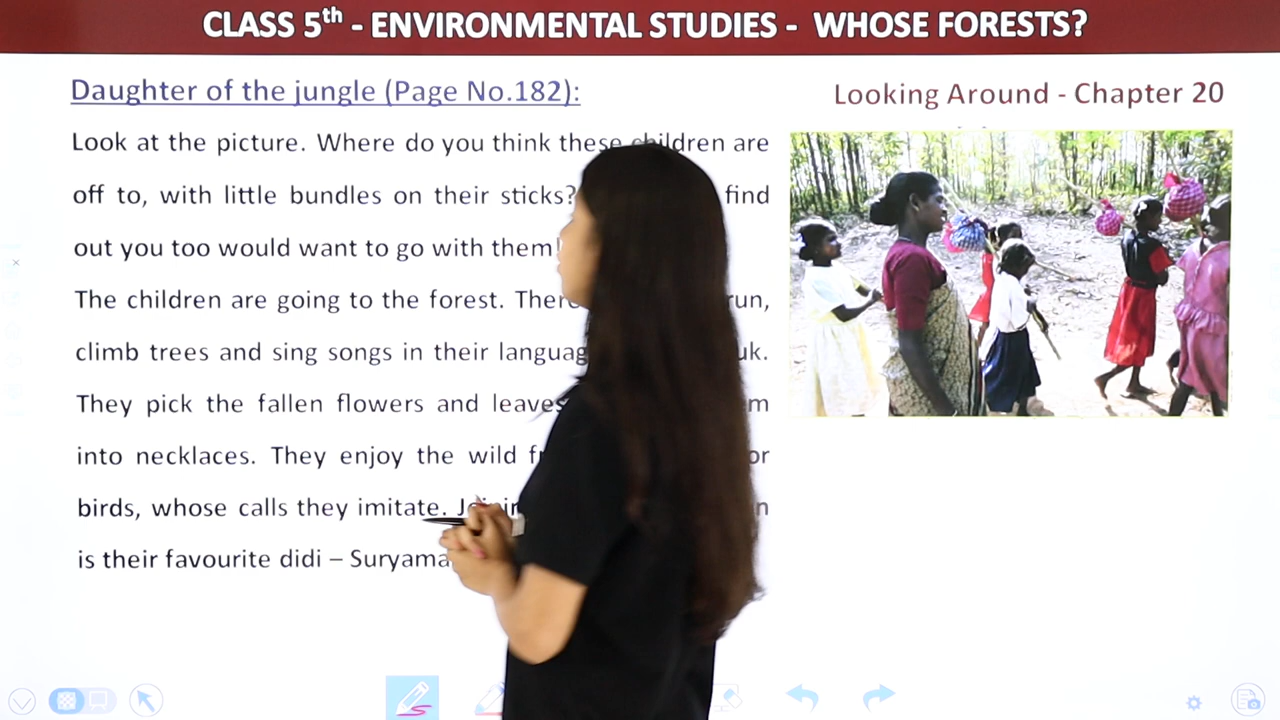 CLASS 5th - ENVIRONMENTAL STUDIES - WHOSE FORESTS?
Daughter of the jungle (Page No.182):
Looking Around - Chapter 20
Look at the picture. Where do you think these children are
off to, with little bundles on their sticks? find
out you too would want to go with them!
The children are going to the forest. run,
climb trees and sing songs in their
They pick the fallen flowers and leaves
into necklaces. They enjoy the wild
birds, whose calls they imitate.
is their favourite didi –